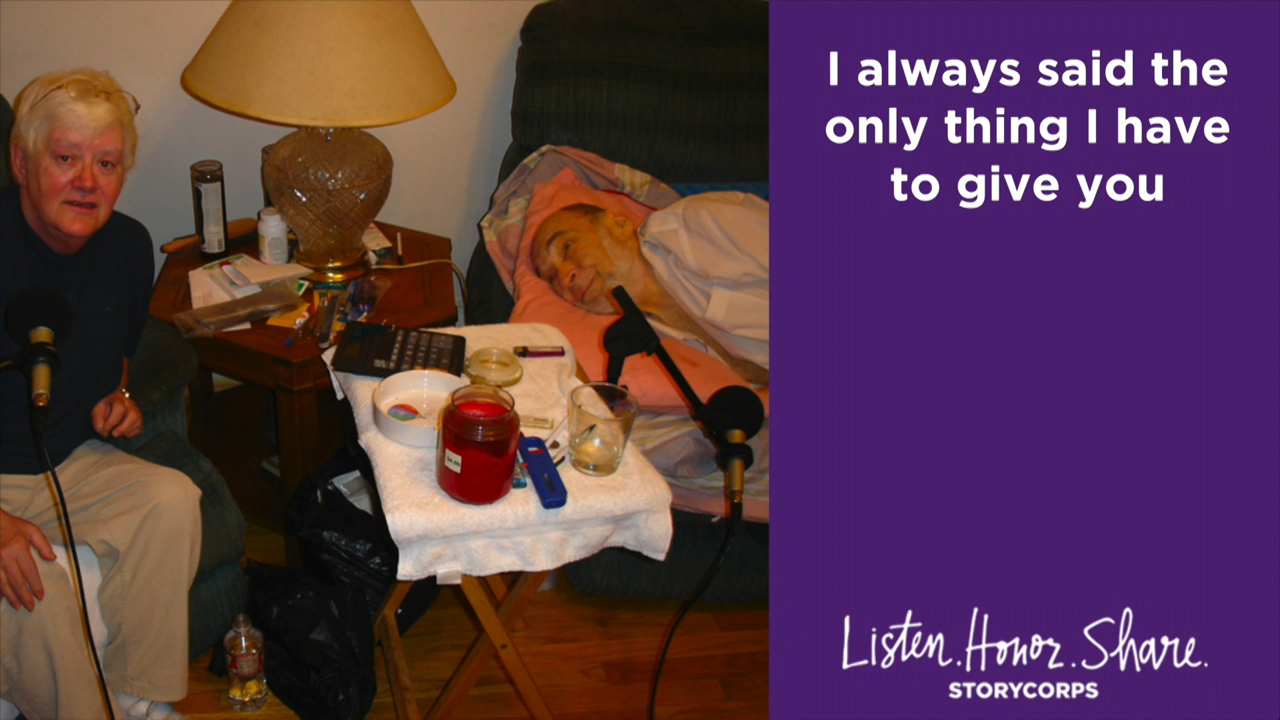 I always said the
only thing I have
to give you
Listen. Honor. Share.
STORYCORPS